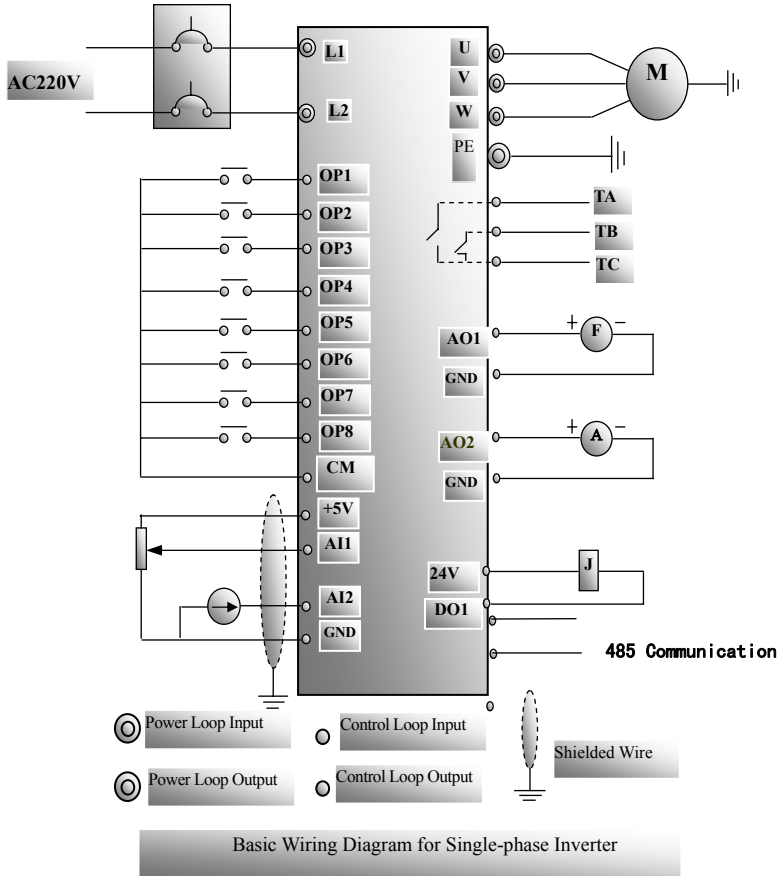 AC220V
L1
L2
OP1
OP2
OP3
OP4
OP5
OP6
OP7
OP8
CM
+5V
AI1
AI2
GND
U
V
W
PE
M
TA
TB
TC
AO1
+ F −
GND
AO2
+ A −
GND
24V
J
DO1
485 Communication
Power Loop Input
Control Loop Input
Shielded Wire
Power Loop Output
Control Loop Output
Basic Wiring Diagram for Single-phase Inverter